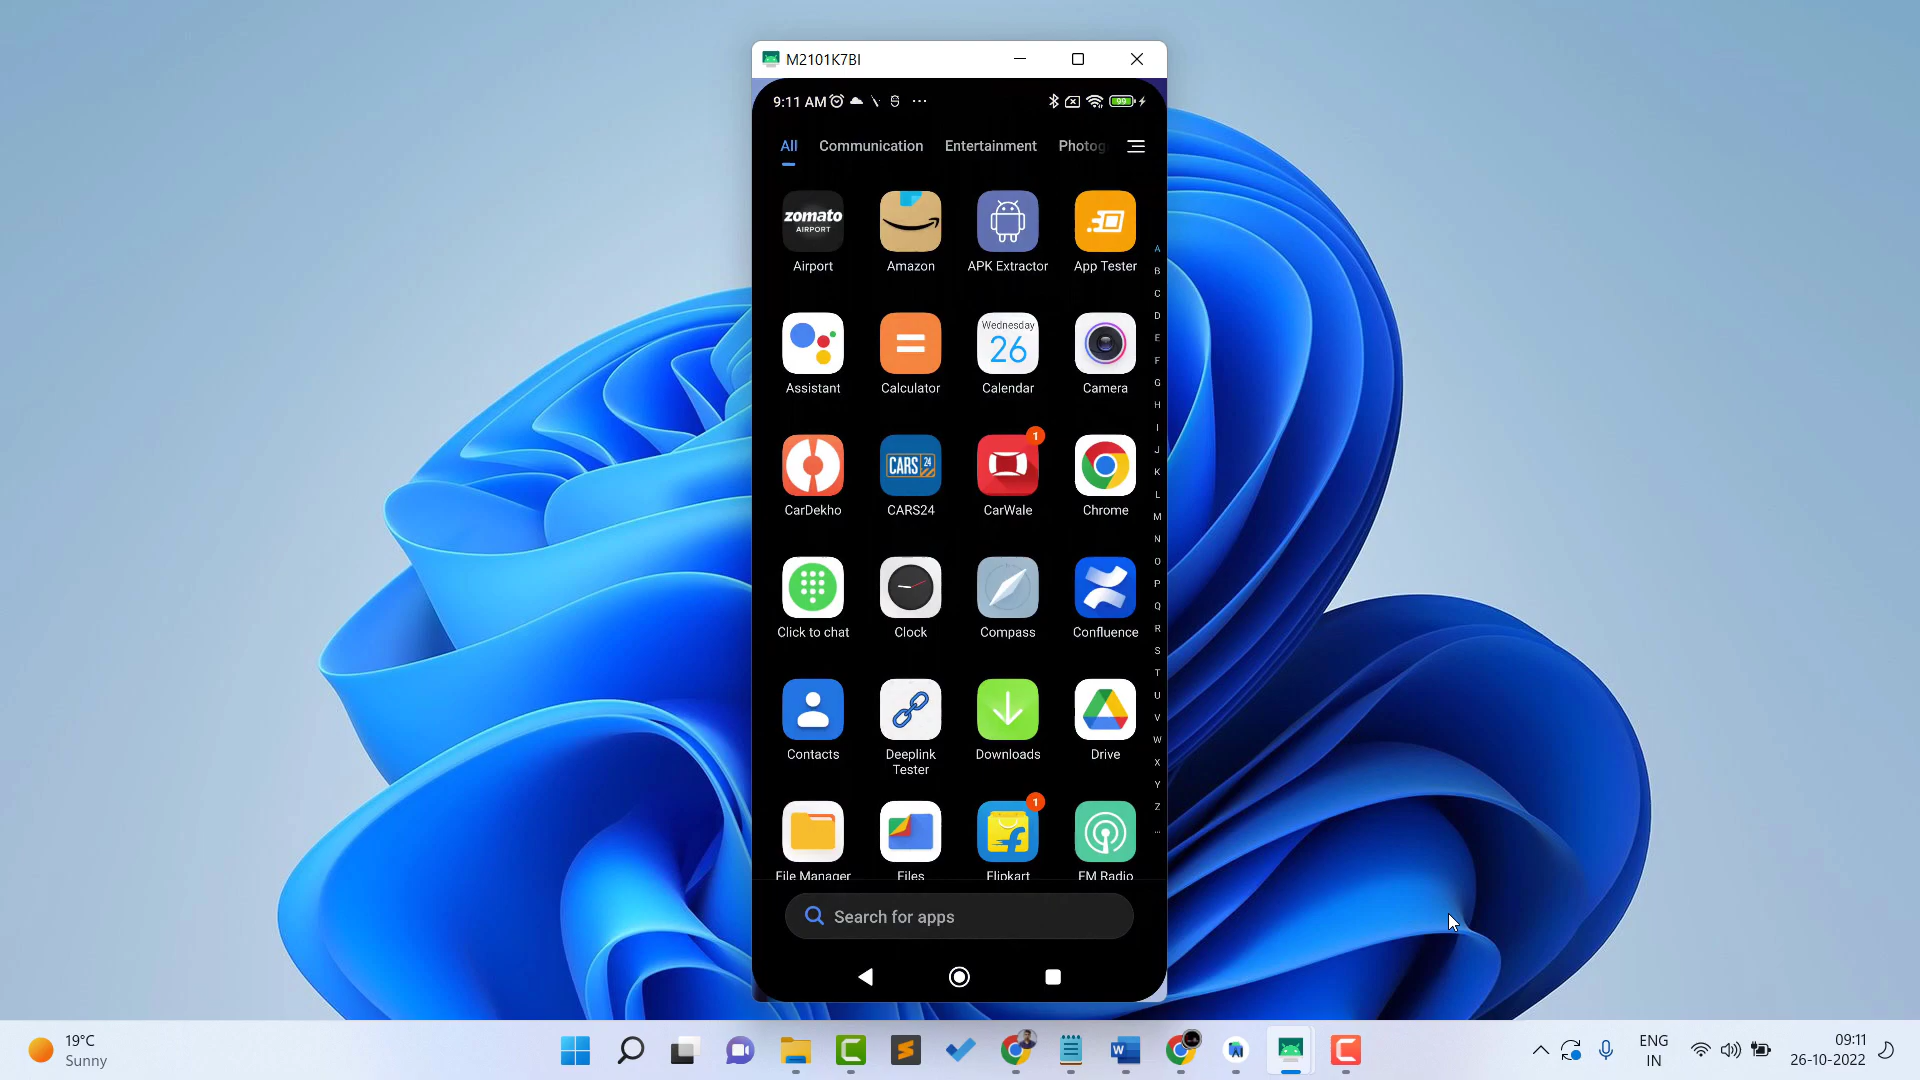 M2101K7BI
9:11 AM
99
All Communication Entertainment Photog
zomato
AIRPORT
Airport Amazon APK Extractor App Tester
Wednesday
26
Assistant Calculator Calendar Camera
CARS 24
1
CarDekho CARS24 CarWale Chrome
Click to chat Clock Compass Confluence
Contacts Deeplink Tester Downloads Drive
1
File Manager Files Flipkart FM Radio
A
B
C
D
E
F
G
H
I
J
K
L
M
N
O
P
Q
R
S
T
U
V
W
X
Y
Z
...
Search for apps
19°C
Sunny
ENG
IN
09:11
26-10-2022